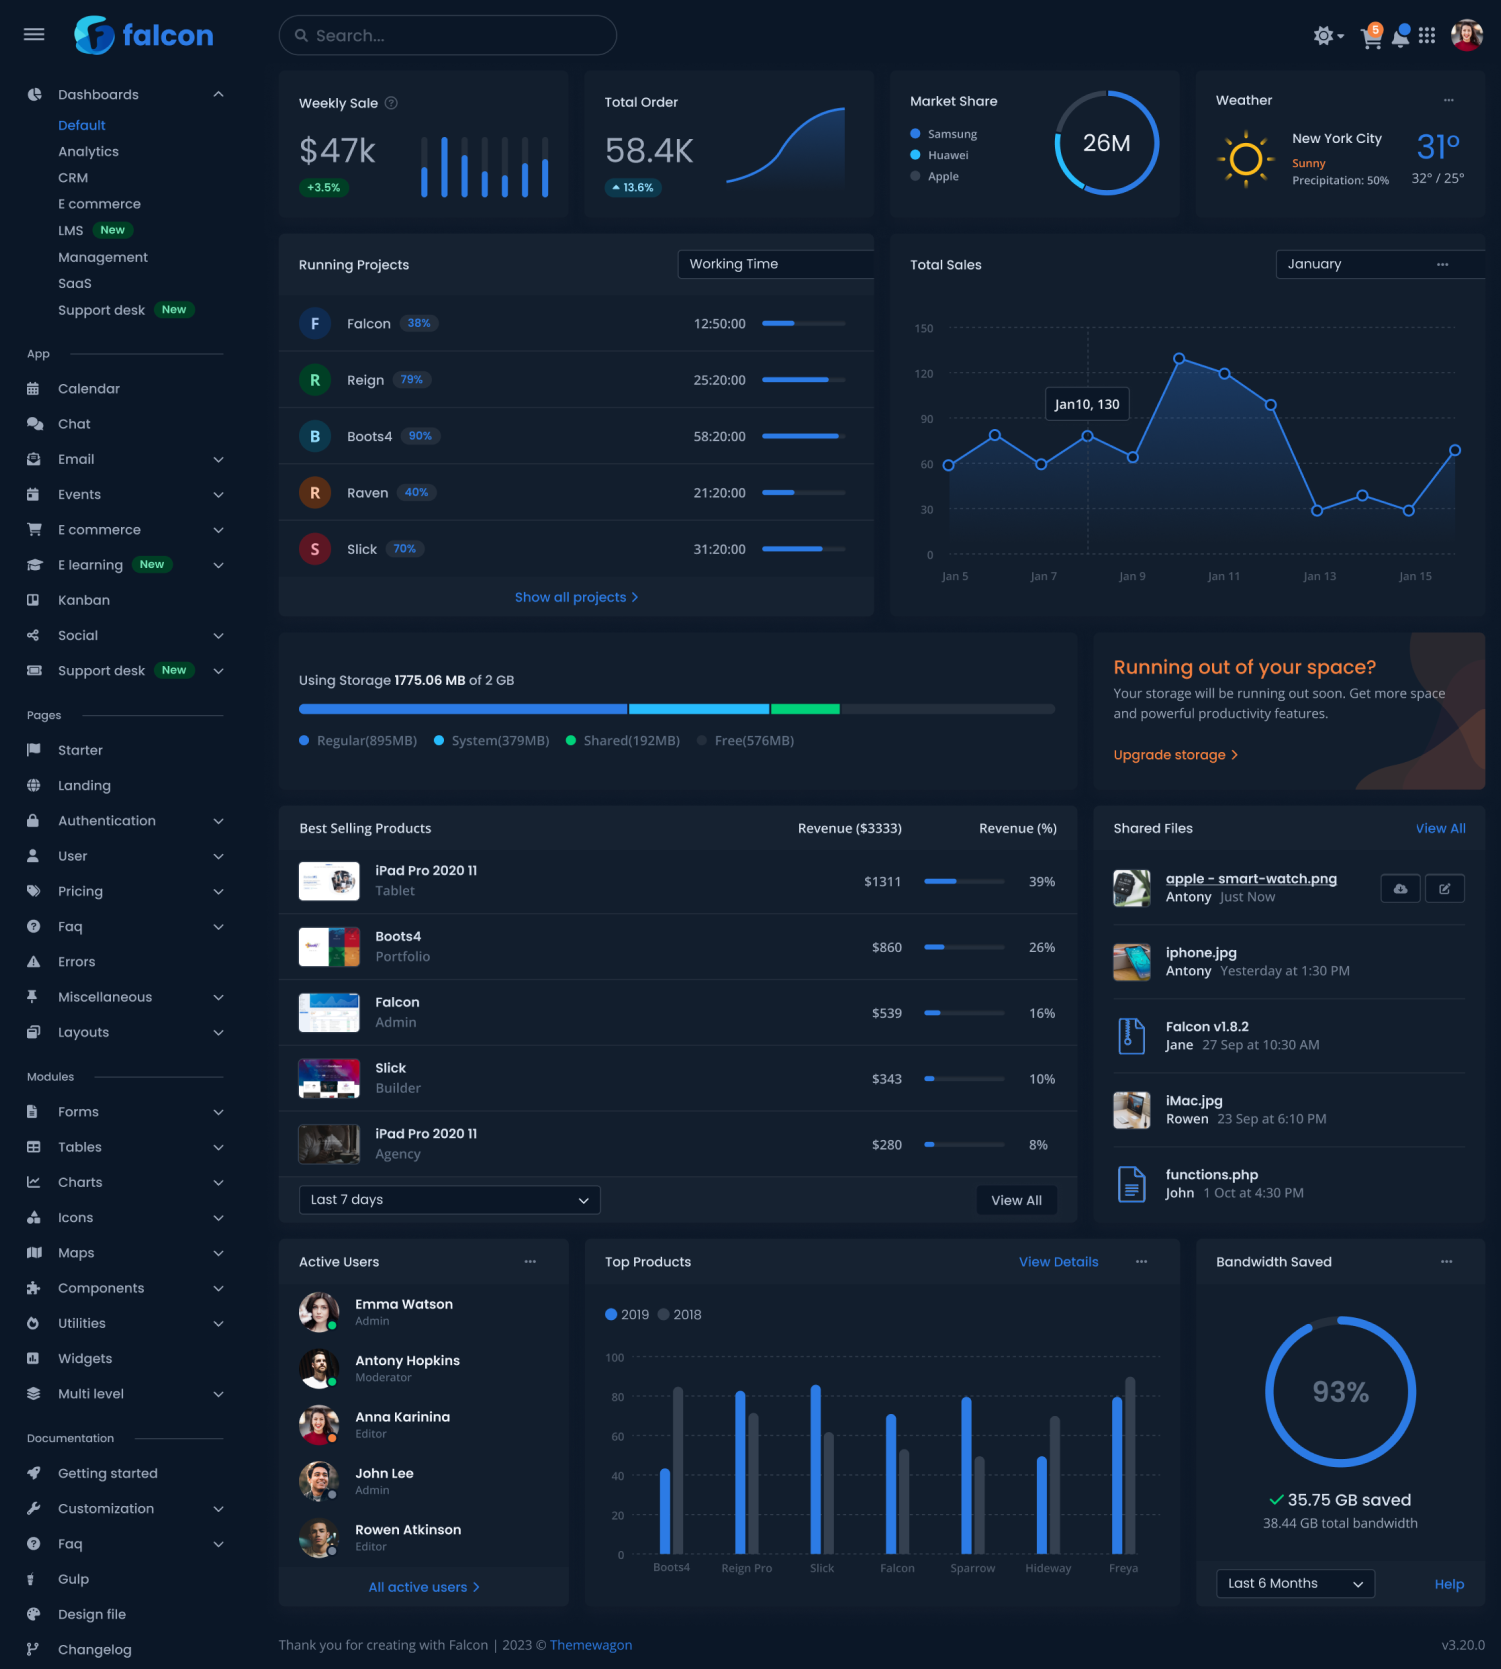 falcon
Search...
5
Dashboards
Default
Analytics
CRM
E commerce
LMS New
Management
SaaS
Support desk New
App
Calendar
Chat
Email
Events
E commerce
E learning New
Kanban
Social
Support desk New
Pages
Starter
Landing
Authentication
User
Pricing
Faq
Errors
Miscellaneous
Layouts
Modules
Forms
Tables
Charts
Icons
Maps
Components
Utilities
Widgets
Multi level
Documentation
Getting started
Customization
Faq
Gulp
Design file
Changelog
Weekly Sale ?
$47k
+3.5%
Total Order
58.4K
13.6%
Market Share
Samsung
Huawei
Apple
26M
Weather
New York City
Sunny
Precipitation: 50%
31°
32° / 25°
Running Projects
Working Time
F Falcon 38% 12:50:00
R Reign 79% 25:20:00
B Boots4 90% 58:20:00
R Raven 40% 21:20:00
S Slick 70% 31:20:00
Show all projects
Total Sales
January
150
120
90
60
30
0
Jan10, 130
Jan 5 Jan 7 Jan 9 Jan 11 Jan 13 Jan 15
Using Storage 1775.06 MB of 2 GB
Regular(895MB) System(379MB) Shared(192MB) Free(576MB)
Running out of your space?
Your storage will be running out soon. Get more space
and powerful productivity features.
Upgrade storage
Best Selling Products Revenue ($3333) Revenue (%)
iPad Pro 2020 11
Tablet
$1311 39%
Boots4
Portfolio
$860 26%
Falcon
Admin
$539 16%
Slick
Builder
$343 10%
iPad Pro 2020 11
Agency
$280 8%
Last 7 days
View All
Shared Files View All
apple - smart-watch.png
Antony Just Now
iphone.jpg
Antony Yesterday at 1:30 PM
Falcon v1.8.2
Jane 27 Sep at 10:30 AM
iMac.jpg
Rowen 23 Sep at 6:10 PM
functions.php
John 1 Oct at 4:30 PM
Active Users
Emma Watson
Admin
Antony Hopkins
Moderator
Anna Karinina
Editor
John Lee
Admin
Rowen Atkinson
Editor
All active users
Top Products View Details
2019 2018
100
80
60
40
20
0
Boots4 Reign Pro Slick Falcon Sparrow Hideway Freya
Bandwidth Saved
93%
35.75 GB saved
38.44 GB total bandwidth
Last 6 Months
Help
Thank you for creating with Falcon | 2023 © Themewagon
v3.20.0